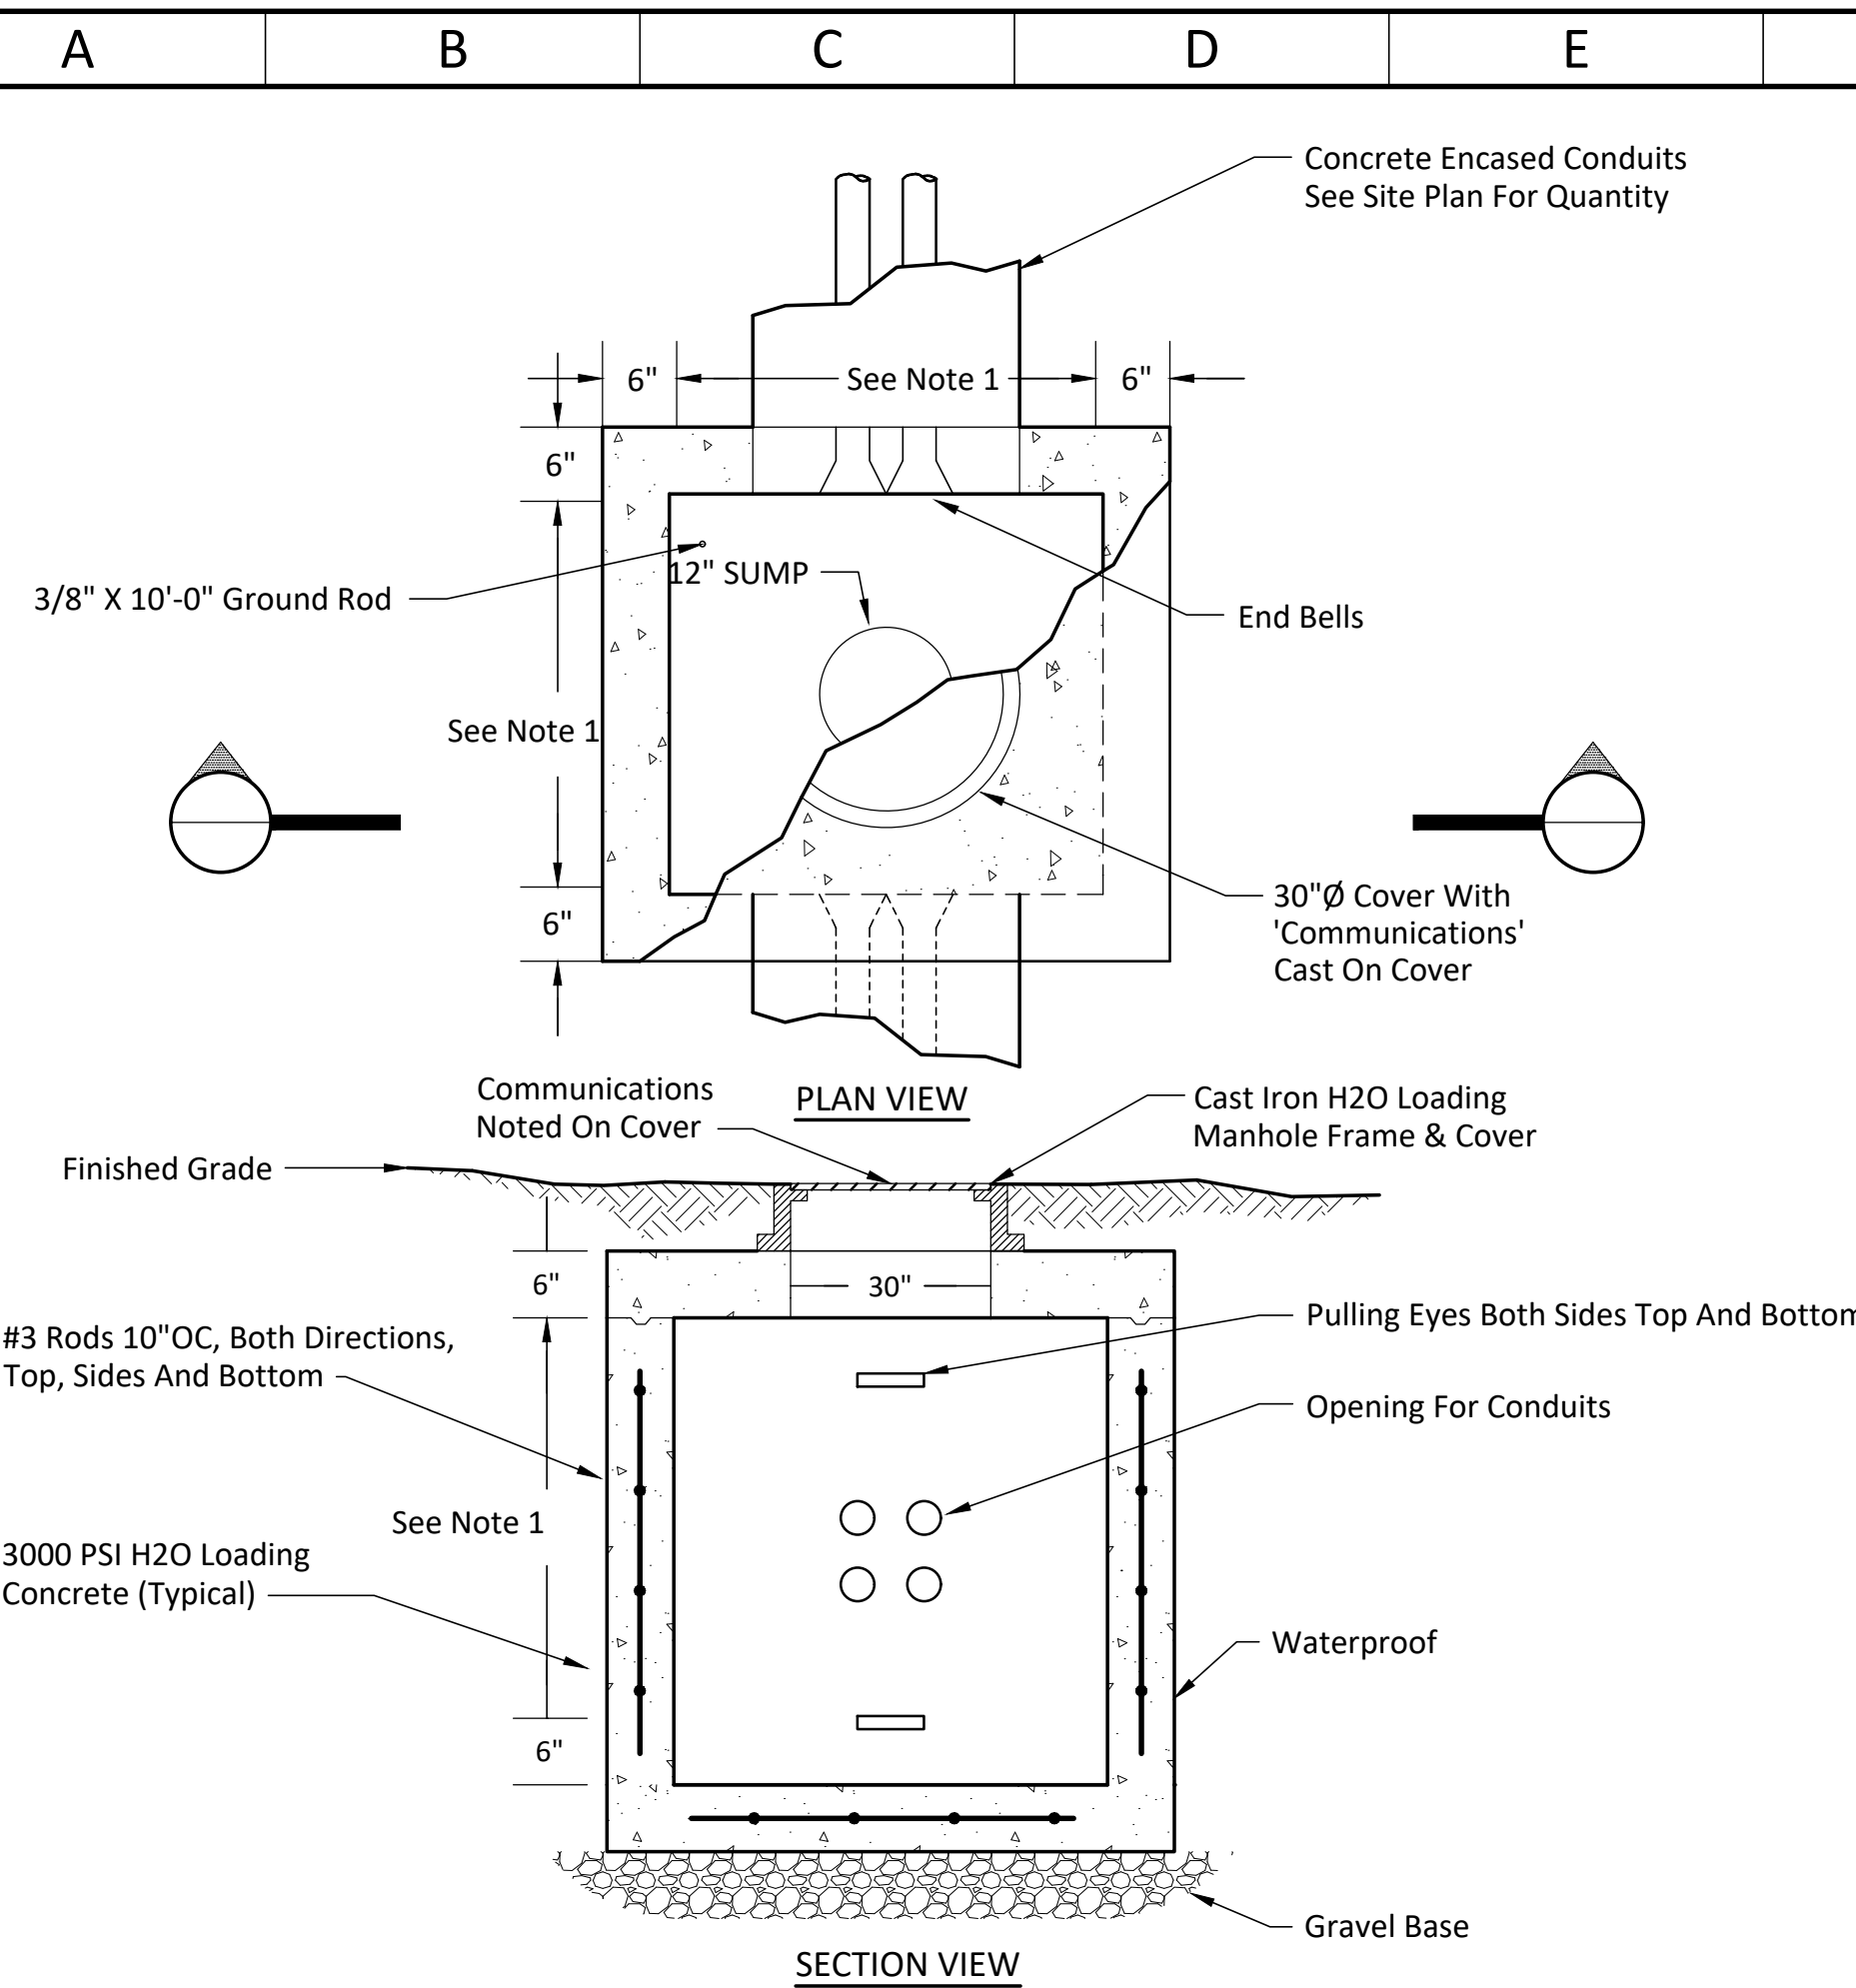 A B C D E
Concrete Encased Conduits
See Site Plan For Quantity
6" See Note 1 6"
6"
12" SUMP
3/8" X 10'-0" Ground Rod
End Bells
See Note 1
30"Ø Cover With
'Communications'
Cast On Cover
6"
Communications
Noted On Cover
PLAN VIEW
Cast Iron H2O Loading
Manhole Frame & Cover
Finished Grade
6"
30"
Pulling Eyes Both Sides Top And Bottom
#3 Rods 10"OC, Both Directions,
Top, Sides And Bottom
Opening For Conduits
See Note 1
3000 PSI H2O Loading
Concrete (Typical)
Waterproof
6"
Gravel Base
SECTION VIEW